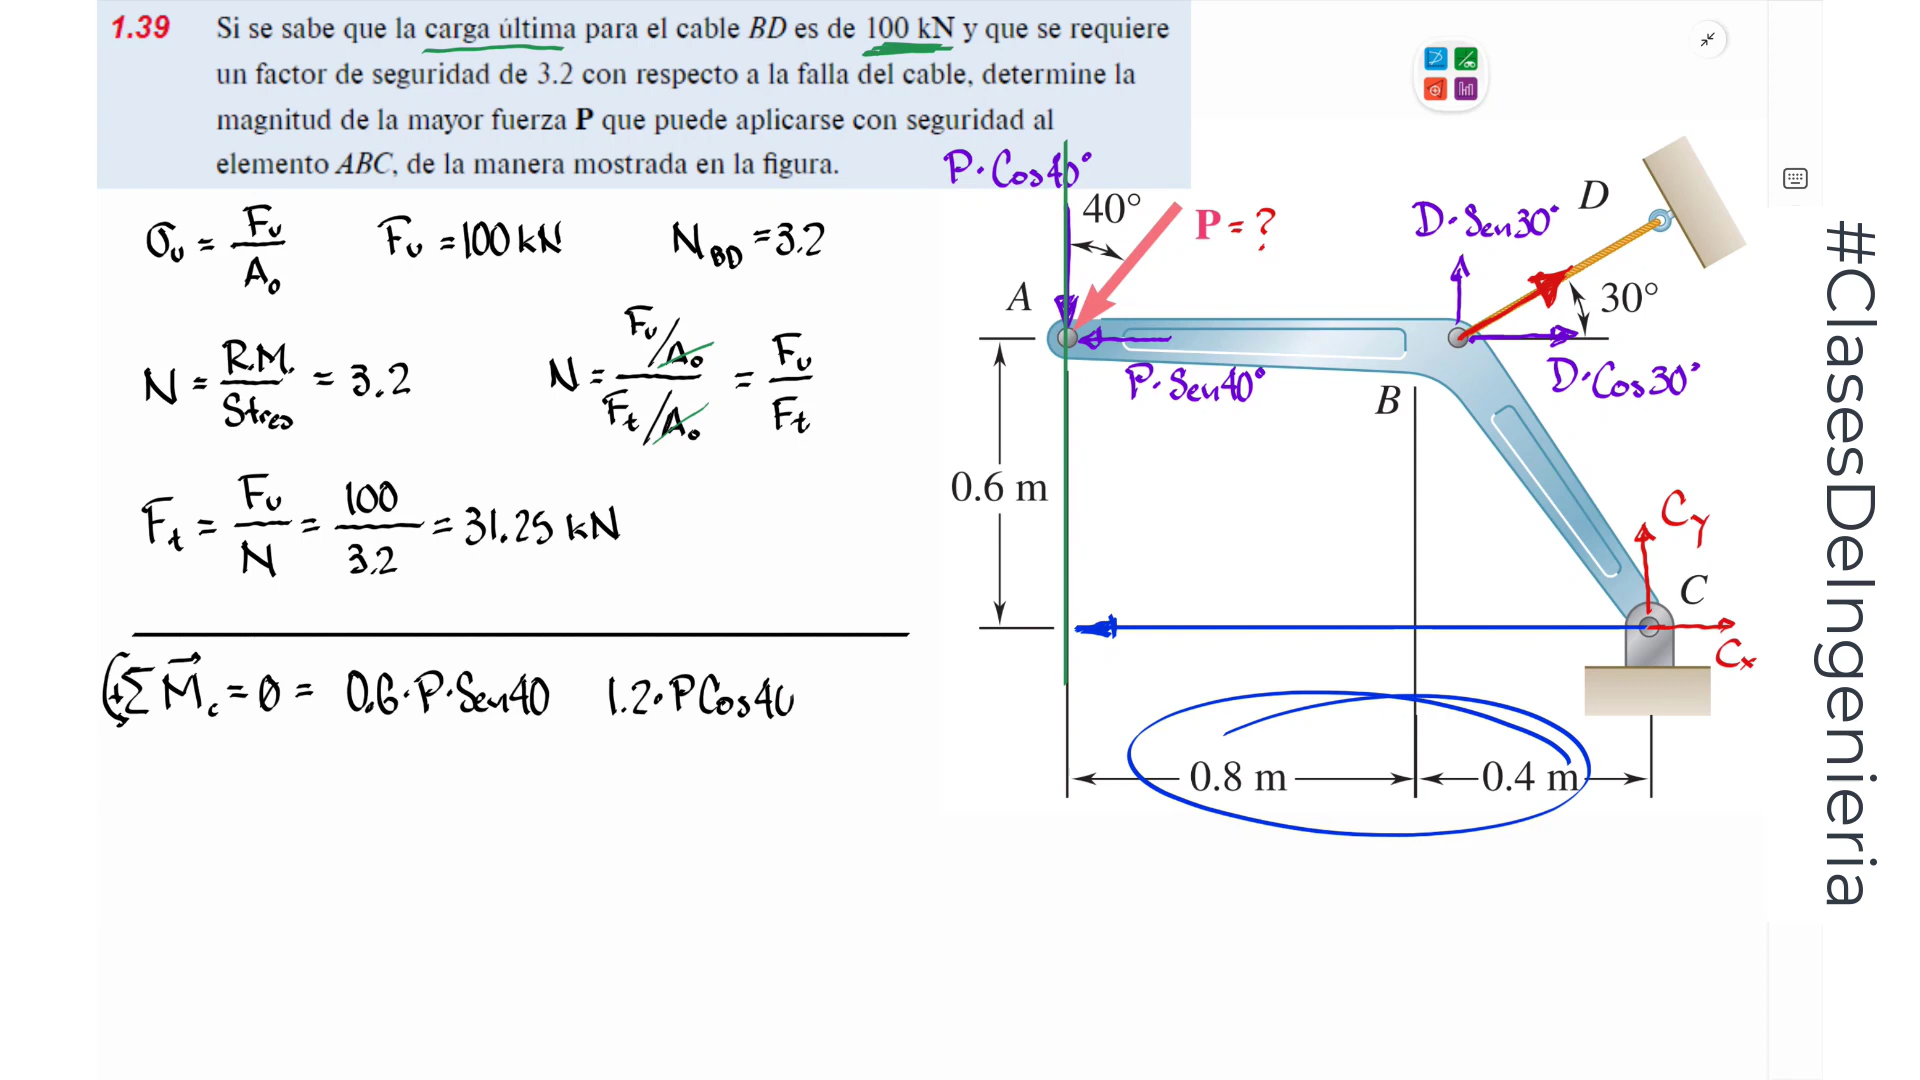 1.39 Si se sabe que la carga última para el cable BD es de 100 kN y que se requiere
un factor de seguridad de 3.2 con respecto a la falla del cable, determine la
magnitud de la mayor fuerza P que puede aplicarse con seguridad al
elemento ABC, de la manera mostrada en la figura.
σu = Fu/Ao Fu = 100 kN NBD = 3.2
N = R.M./Stres = 3.2 N = (Fu/Ao)/(Ft/Ao) = Fu/Ft
Ft = Fu/N = 100/3.2 = 31.25 kN
(+ΣMc = 0 = 0.6·P·Sen40 1.2·PCos40
P·Cos40°
40°
P = ?
D·Sen30°
D
A
30°
P·Sen40°
B
D·Cos30°
0.6 m
Cy
C
Cx
0.8 m
0.4 m
#ClasesDeIngenieria